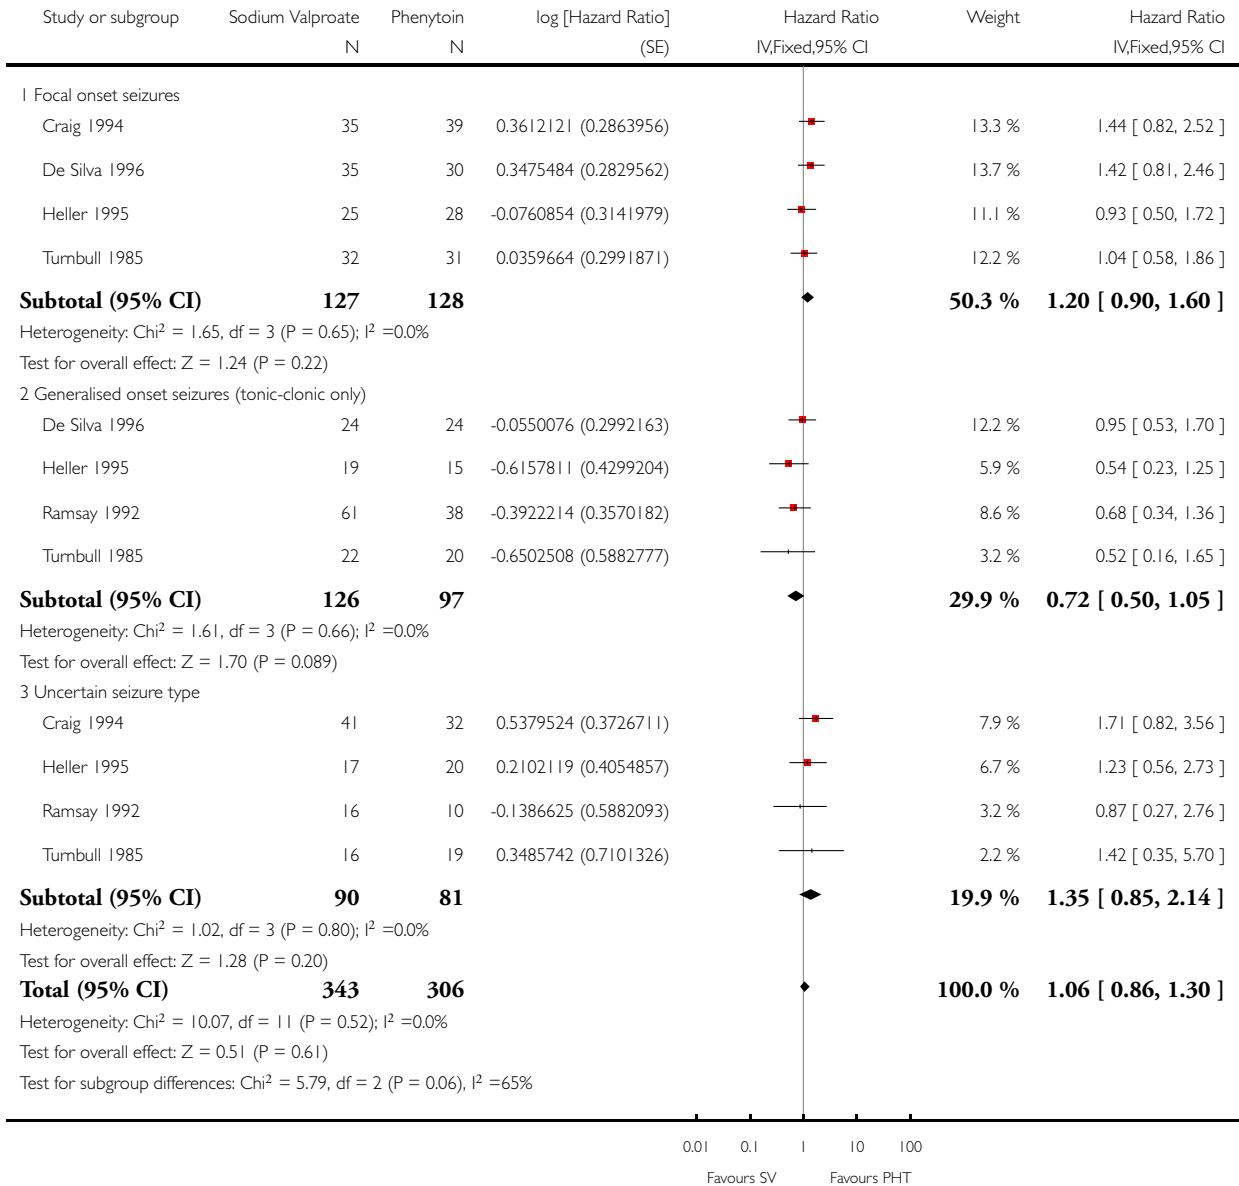 Study or subgroup Sodium Valproate Phenytoin log [Hazard Ratio] Hazard Ratio Weight Hazard Ratio
N N (SE) IV,Fixed,95% CI IV,Fixed,95% CI
1 Focal onset seizures
Craig 1994 35 39 0.3612121 (0.2863956) 13.3 % 1.44 [ 0.82, 2.52 ]
De Silva 1996 35 30 0.3475484 (0.2829562) 13.7 % 1.42 [ 0.81, 2.46 ]
Heller 1995 25 28 -0.0760854 (0.3141979) 11.1 % 0.93 [ 0.50, 1.72 ]
Turnbull 1985 32 31 0.0359664 (0.2991871) 12.2 % 1.04 [ 0.58, 1.86 ]
Subtotal (95% CI) 127 128 50.3 % 1.20 [ 0.90, 1.60 ]
Heterogeneity: Chi² = 1.65, df = 3 (P = 0.65); I² =0.0%
Test for overall effect: Z = 1.24 (P = 0.22)
2 Generalised onset seizures (tonic-clonic only)
De Silva 1996 24 24 -0.0550076 (0.2992163) 12.2 % 0.95 [ 0.53, 1.70 ]
Heller 1995 19 15 -0.6157811 (0.4299204) 5.9 % 0.54 [ 0.23, 1.25 ]
Ramsay 1992 61 38 -0.3922214 (0.3570182) 8.6 % 0.68 [ 0.34, 1.36 ]
Turnbull 1985 22 20 -0.6502508 (0.5882777) 3.2 % 0.52 [ 0.16, 1.65 ]
Subtotal (95% CI) 126 97 29.9 % 0.72 [ 0.50, 1.05 ]
Heterogeneity: Chi² = 1.61, df = 3 (P = 0.66); I² =0.0%
Test for overall effect: Z = 1.70 (P = 0.089)
3 Uncertain seizure type
Craig 1994 41 32 0.5379524 (0.3726711) 7.9 % 1.71 [ 0.82, 3.56 ]
Heller 1995 17 20 0.2102119 (0.4054857) 6.7 % 1.23 [ 0.56, 2.73 ]
Ramsay 1992 16 10 -0.1386625 (0.5882093) 3.2 % 0.87 [ 0.27, 2.76 ]
Turnbull 1985 16 19 0.3485742 (0.7101326) 2.2 % 1.42 [ 0.35, 5.70 ]
Subtotal (95% CI) 90 81 19.9 % 1.35 [ 0.85, 2.14 ]
Heterogeneity: Chi² = 1.02, df = 3 (P = 0.80); I² =0.0%
Test for overall effect: Z = 1.28 (P = 0.20)
Total (95% CI) 343 306 100.0 % 1.06 [ 0.86, 1.30 ]
Heterogeneity: Chi² = 10.07, df = 11 (P = 0.52); I² =0.0%
Test for overall effect: Z = 0.51 (P = 0.61)
Test for subgroup differences: Chi² = 5.79, df = 2 (P = 0.06), I² =65%
0.01 0.1 1 10 100
Favours SV Favours PHT